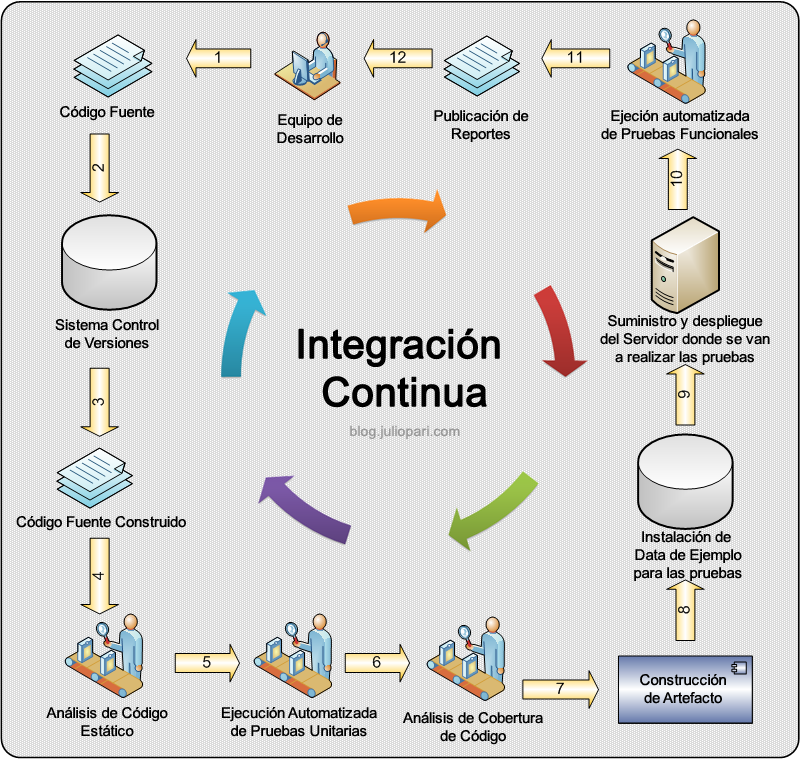 1
12
11
Código Fuente
Equipo de
Desarrollo
Publicación de
Reportes
Ejeción automatizada
de Pruebas Funcionales
2
10
Sistema Control
de Versiones
Suministro y despliegue
del Servidor donde se van
a realizar las pruebas
Integración
Continua
blog.juliopari.com
3
9
Código Fuente Construido
Instalación de
Data de Ejemplo
para las pruebas
4
8
5
6
7
Construcción
de Artefacto
Análisis de Código
Estático
Ejecución Automatizada
de Pruebas Unitarias
Análisis de Cobertura
de Código